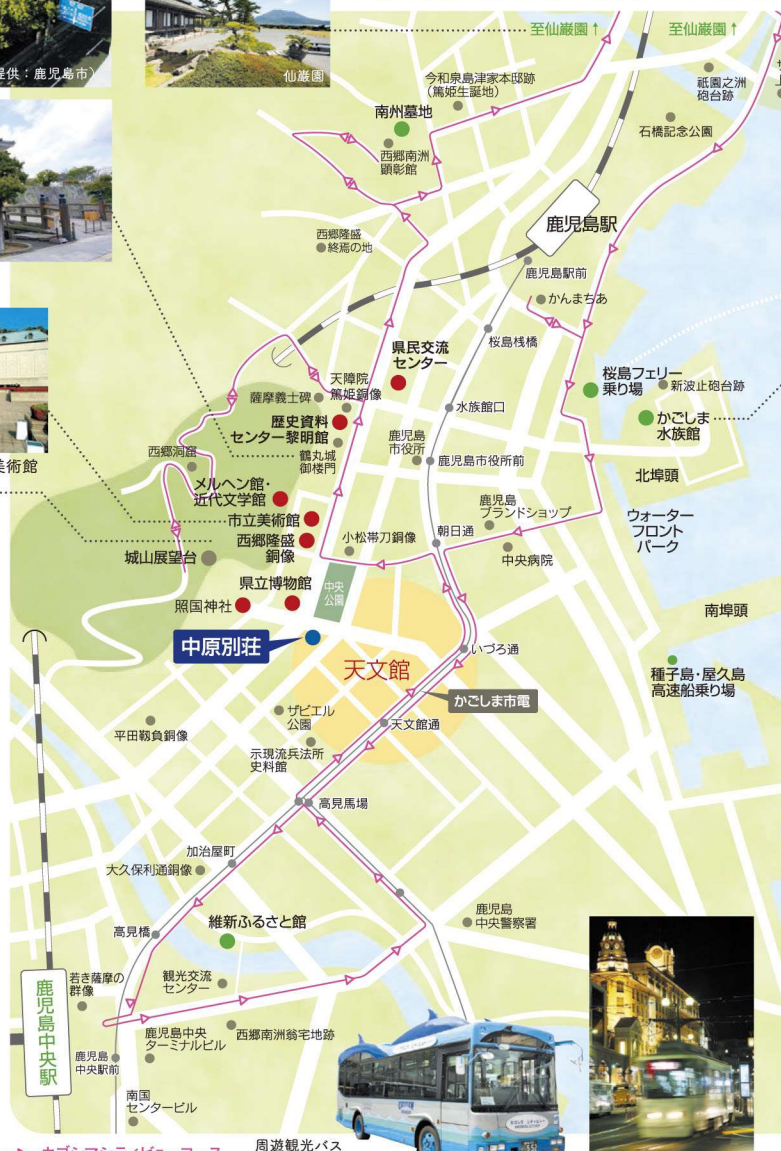 提供：鹿児島市）
仙巌園
至仙巌園↑
至仙巌園↑
今和泉島津家本邸跡
（篤姫生誕地）
祇園之洲
砲台跡
南州墓地
石橋記念公園
西郷南洲
顕彰館
鹿児島駅
西郷隆盛
終焉の地
鹿児島駅前
かんまちあ
桜島桟橋
県民交流
センター
桜島フェリー
乗り場
新波止砲台跡
天障院
篤姫銅像
薩摩義士碑
水族館口
かごしま
水族館
歴史資料
センター黎明館
鶴丸城
御楼門
鹿児島
市役所
鹿児島市役所前
西郷洞窟
美術館
北埠頭
メルヘン館・
近代文学館
鹿児島
ブランドショップ
市立美術館
ウォーター
フロント
パーク
朝日通
西郷隆盛
銅像
小松帯刀銅像
中央病院
城山展望台
県立博物館
中央
公園
照国神社
南埠頭
中原別荘
いづろ通
天文館
種子島・屋久島
高速船乗り場
かごしま市電
ザビエル
公園
天文館通
平田靱負銅像
示現流兵法所
史料館
高見馬場
加治屋町
大久保利通銅像
鹿児島
中央警察署
維新ふるさと館
高見橋
若き薩摩の
群像
観光交流
センター
鹿児島中央駅
鹿児島中央
ターミナルビル
西郷南洲翁宅地跡
鹿児島
中央駅前
南国
センタービル
周遊観光バス
カゴシマシティビューコース